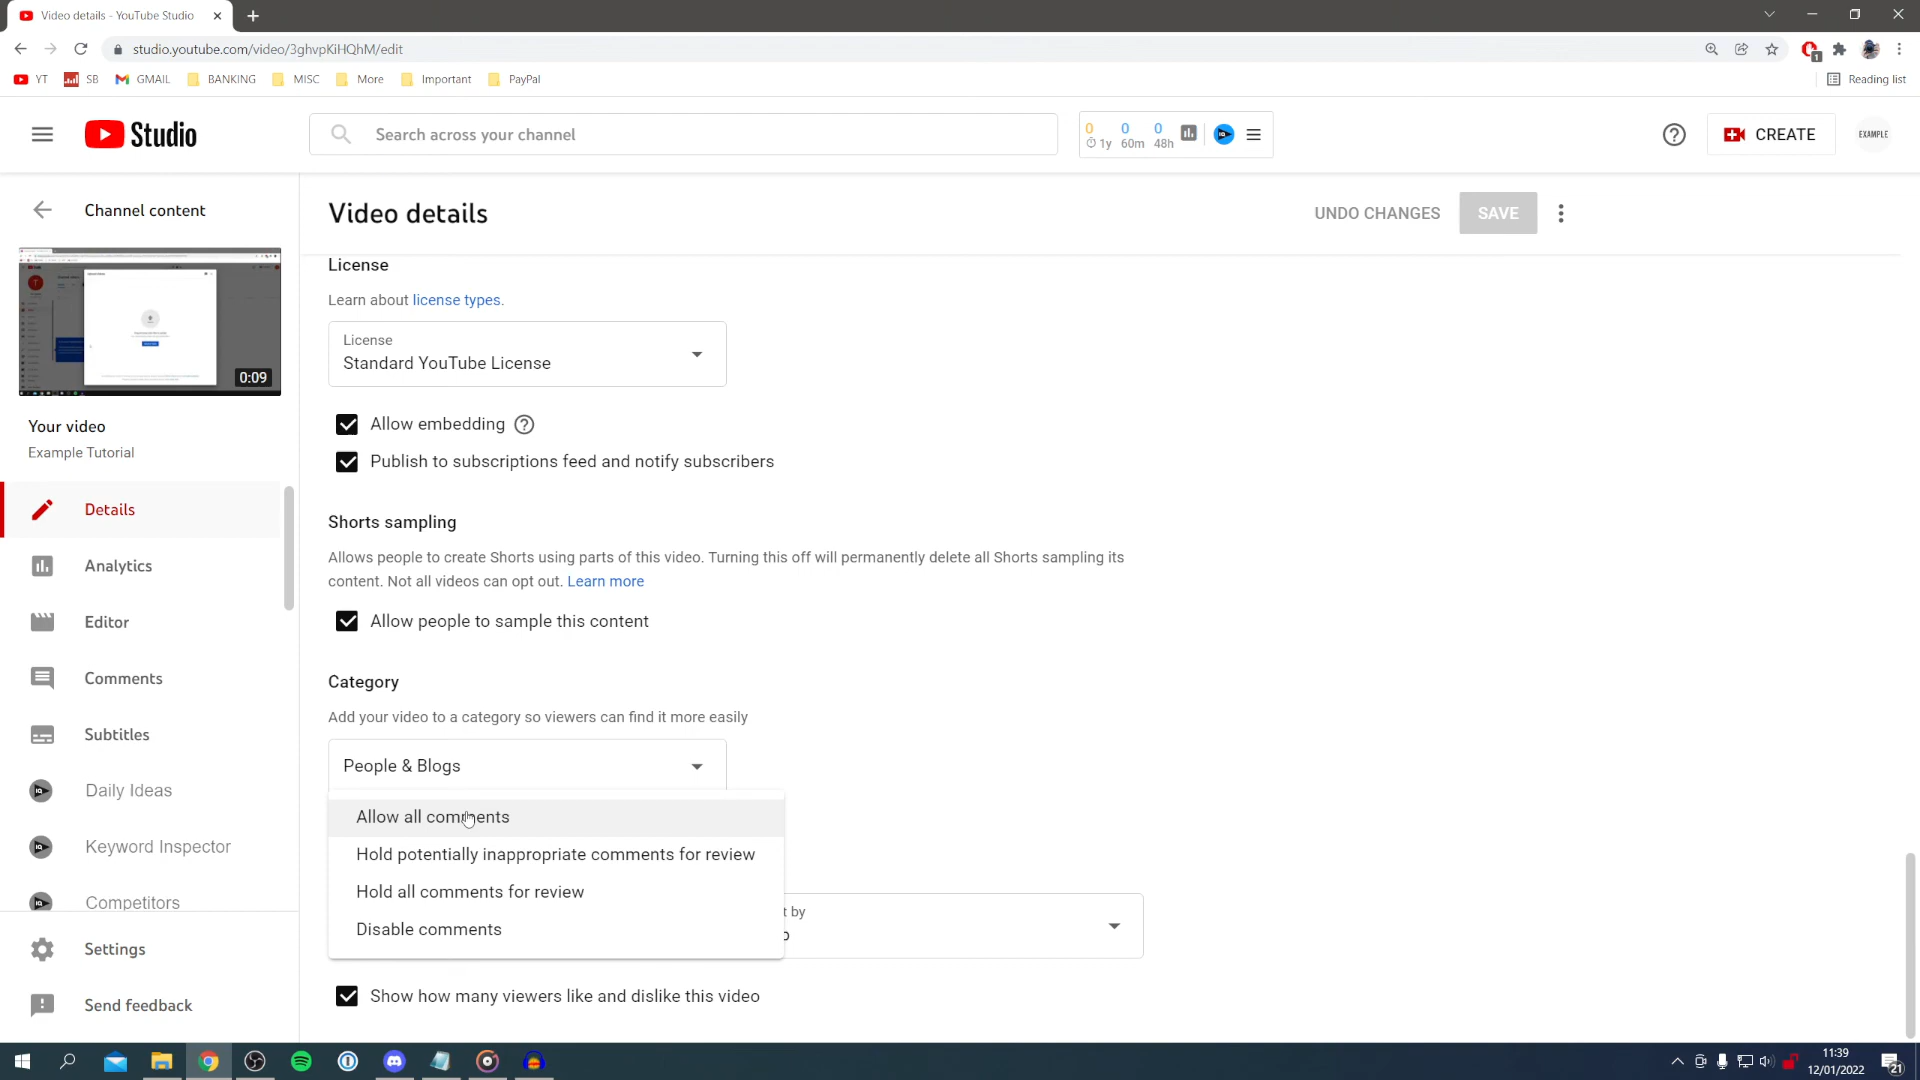 Video details - YouTube Studio
studio.youtube.com/video/3ghvpKiHQhM/edit
1
YT SB GMAIL BANKING MISC More Important PayPal Reading list
Studio
Search across your channel
0 0 0
1y 60m 48h
CREATE
EXAMPLE
Channel content
0:09
Your video
Example Tutorial
Details
Analytics
Editor
Comments
Subtitles
Daily Ideas
Keyword Inspector
Competitors
Settings
Send feedback
Video details
UNDO CHANGES
SAVE
License
Learn about license types.
License
Standard YouTube License
Allow embedding
Publish to subscriptions feed and notify subscribers
Shorts sampling
Allows people to create Shorts using parts of this video. Turning this off will permanently delete all Shorts sampling its
content. Not all videos can opt out. Learn more
Allow people to sample this content
Category
Add your video to a category so viewers can find it more easily
People & Blogs
Allow all comments
Hold potentially inappropriate comments for review
Hold all comments for review
Disable comments
t by
Show how many viewers like and dislike this video
11:39
12/01/2022
21